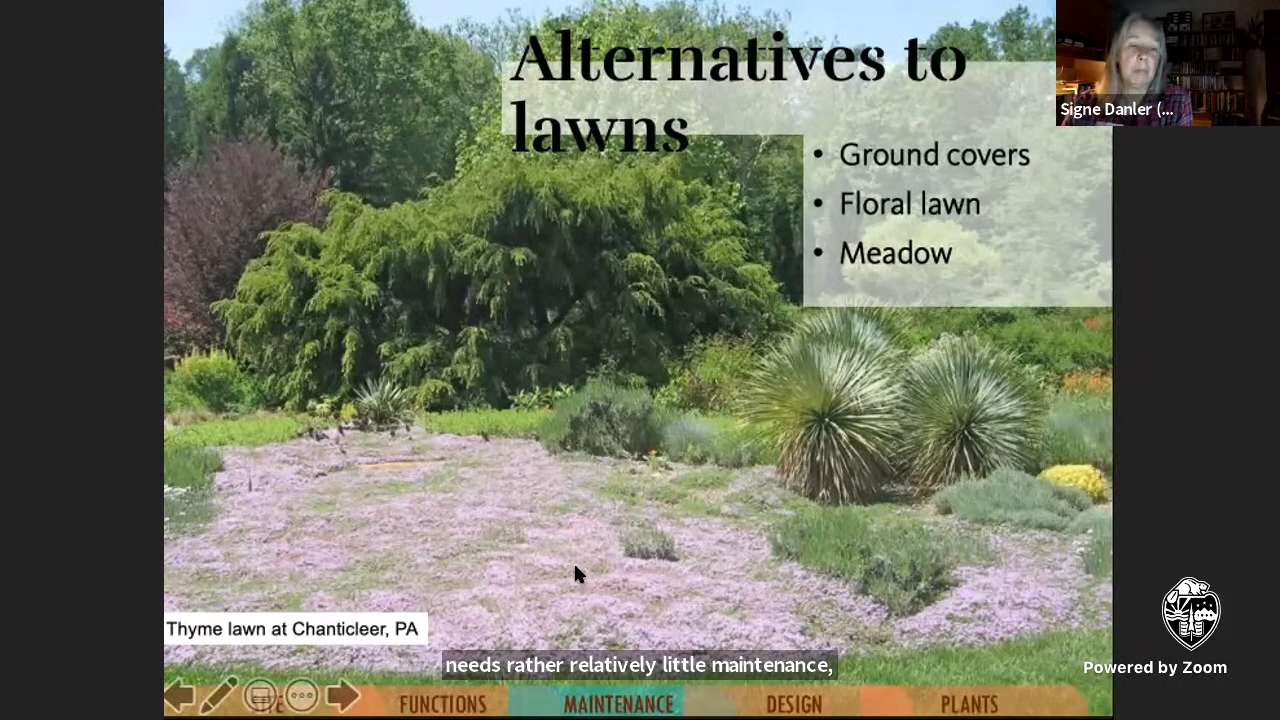 Alternatives to
lawns
• Ground covers
• Floral lawn
• Meadow
Signe Danler (...
Thyme lawn at Chanticleer, PA
needs rather relatively little maintenance,
Powered by Zoom
FUNCTIONS
MAINTENANCE
DESIGN
PLANTS